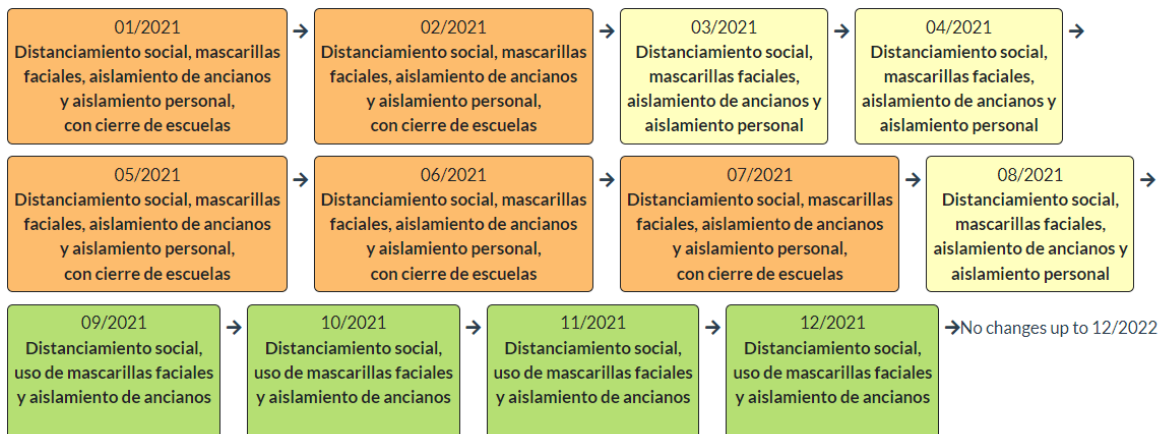 01/2021
Distanciamiento social, mascarillas
faciales, aislamiento de ancianos
y aislamiento personal,
con cierre de escuelas
02/2021
Distanciamiento social, mascarillas
faciales, aislamiento de ancianos
y aislamiento personal,
con cierre de escuelas
03/2021
Distanciamiento social,
mascarillas faciales,
aislamiento de ancianos y
aislamiento personal
04/2021
Distanciamiento social,
mascarillas faciales,
aislamiento de ancianos y
aislamiento personal
05/2021
Distanciamiento social, mascarillas
faciales, aislamiento de ancianos
y aislamiento personal,
con cierre de escuelas
06/2021
Distanciamiento social, mascarillas
faciales, aislamiento de ancianos
y aislamiento personal,
con cierre de escuelas
07/2021
Distanciamiento social, mascarillas
faciales, aislamiento de ancianos
y aislamiento personal,
con cierre de escuelas
08/2021
Distanciamiento social,
mascarillas faciales,
aislamiento de ancianos y
aislamiento personal
09/2021
Distanciamiento social,
uso de mascarillas faciales
y aislamiento de ancianos
10/2021
Distanciamiento social,
uso de mascarillas faciales
y aislamiento de ancianos
11/2021
Distanciamiento social,
uso de mascarillas faciales
y aislamiento de ancianos
12/2021
Distanciamiento social,
uso de mascarillas faciales
y aislamiento de ancianos
No changes up to 12/2022